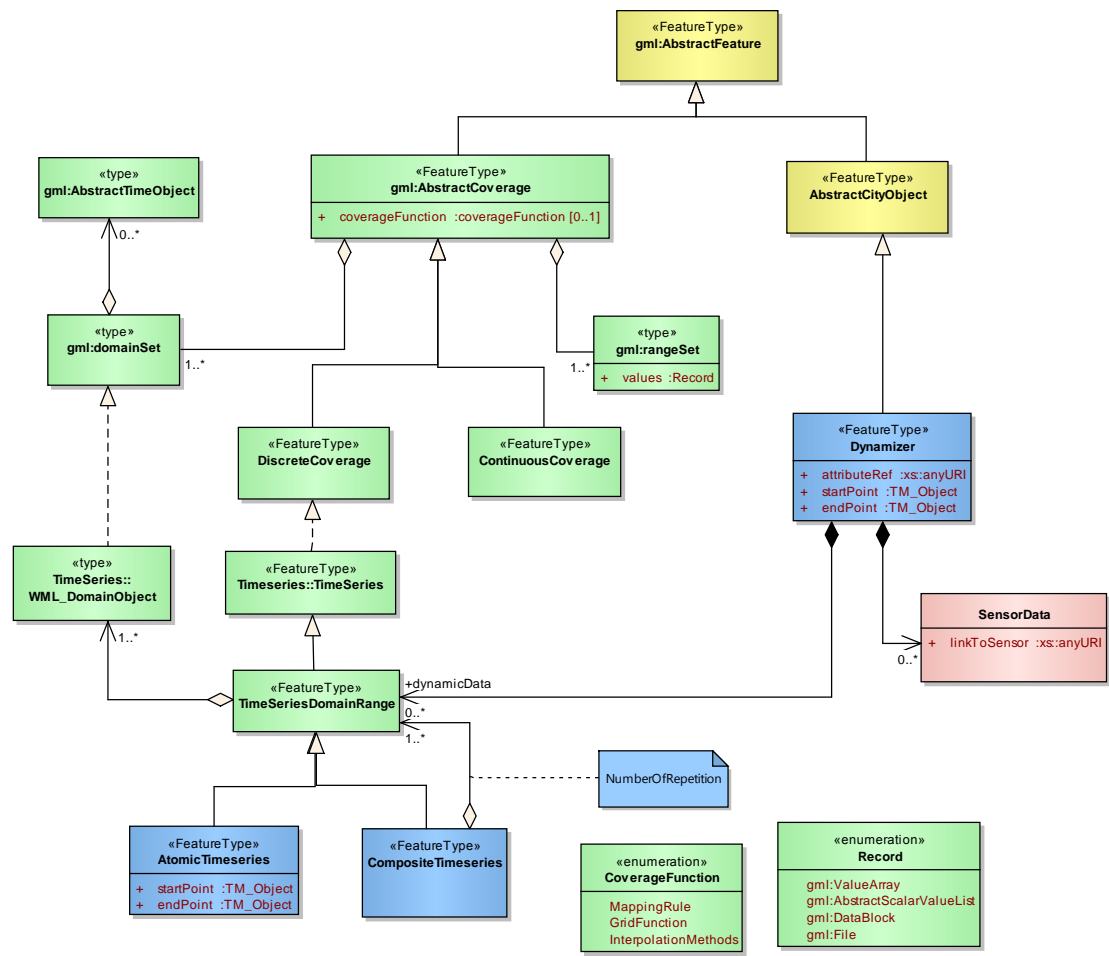 «FeatureType»
gml:AbstractFeature
«type»
gml:AbstractTimeObject
«FeatureType»
gml:AbstractCoverage
+ coverageFunction :coverageFunction [0..1]
«FeatureType»
AbstractCityObject
0..*
«type»
gml:domainSet
1..*
«type»
gml:rangeSet
+ values :Record
1..*
«FeatureType»
DiscreteCoverage
«FeatureType»
ContinuousCoverage
«FeatureType»
Dynamizer
+ attributeRef :xs::anyURI
+ startPoint :TM_Object
+ endPoint :TM_Object
«type»
TimeSeries::
WML_DomainObject
1..*
«FeatureType»
Timeseries::TimeSeries
SensorData
+ linkToSensor :xs::anyURI
0..*
«FeatureType»
TimeSeriesDomainRange
+dynamicData
0..*
1..*
NumberOfRepetition
«FeatureType»
AtomicTimeseries
+ startPoint :TM_Object
+ endPoint :TM_Object
«FeatureType»
CompositeTimeseries
«enumeration»
CoverageFunction
MappingRule
GridFunction
InterpolationMethods
«enumeration»
Record
gml:ValueArray
gml:AbstractScalarValueList
gml:DataBlock
gml:File